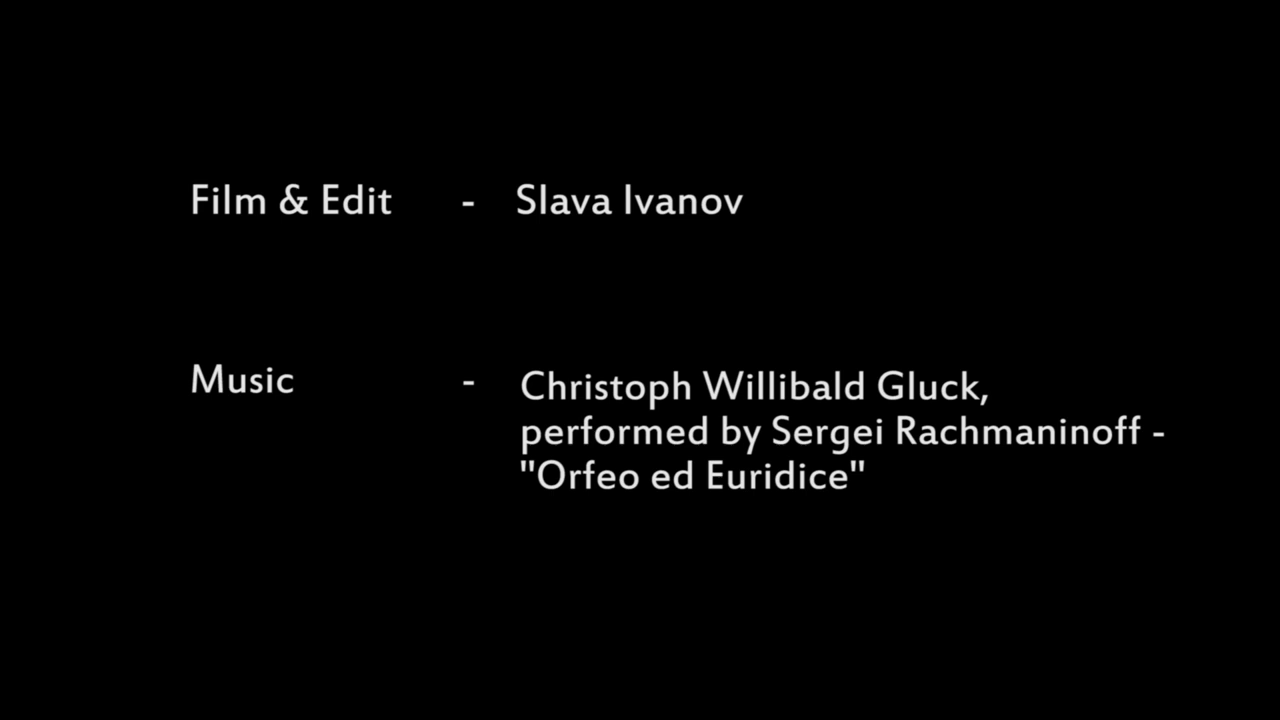 Film & Edit - Slava Ivanov
Music - Christoph Willibald Gluck,
performed by Sergei Rachmaninoff -
"Orfeo ed Euridice"